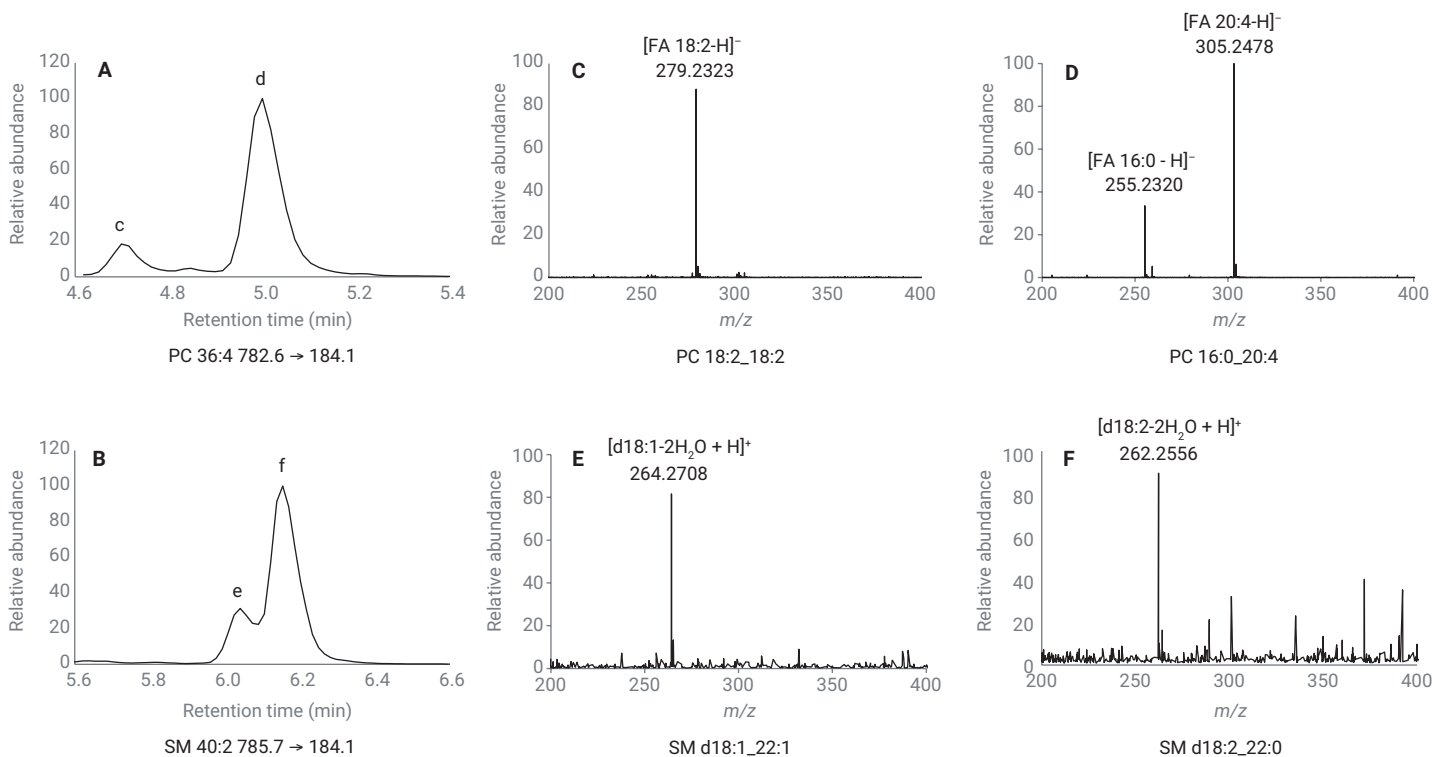 A
Relative abundance
120
100
80
60
40
20
0
c
d
4.6 4.8 5.0 5.2 5.4
Retention time (min)
PC 36:4 782.6 → 184.1
C
[FA 18:2-H]⁻
279.2323
Relative abundance
100
80
60
40
20
0
200 250 300 350 400
m/z
PC 18:2_18:2
D
[FA 20:4-H]⁻
305.2478
[FA 16:0 - H]⁻
255.2320
Relative abundance
100
80
60
40
20
0
200 250 300 350 400
m/z
PC 16:0_20:4
B
Relative abundance
120
100
80
60
40
20
0
e
f
5.6 5.8 6.0 6.2 6.4 6.6
Retention time (min)
SM 40:2 785.7 → 184.1
E
[d18:1-2H₂O + H]⁺
264.2708
Relative abundance
100
80
60
40
20
0
200 250 300 350 400
m/z
SM d18:1_22:1
F
[d18:2-2H₂O + H]⁺
262.2556
Relative abundance
100
80
60
40
20
0
200 250 300 350 400
m/z
SM d18:2_22:0